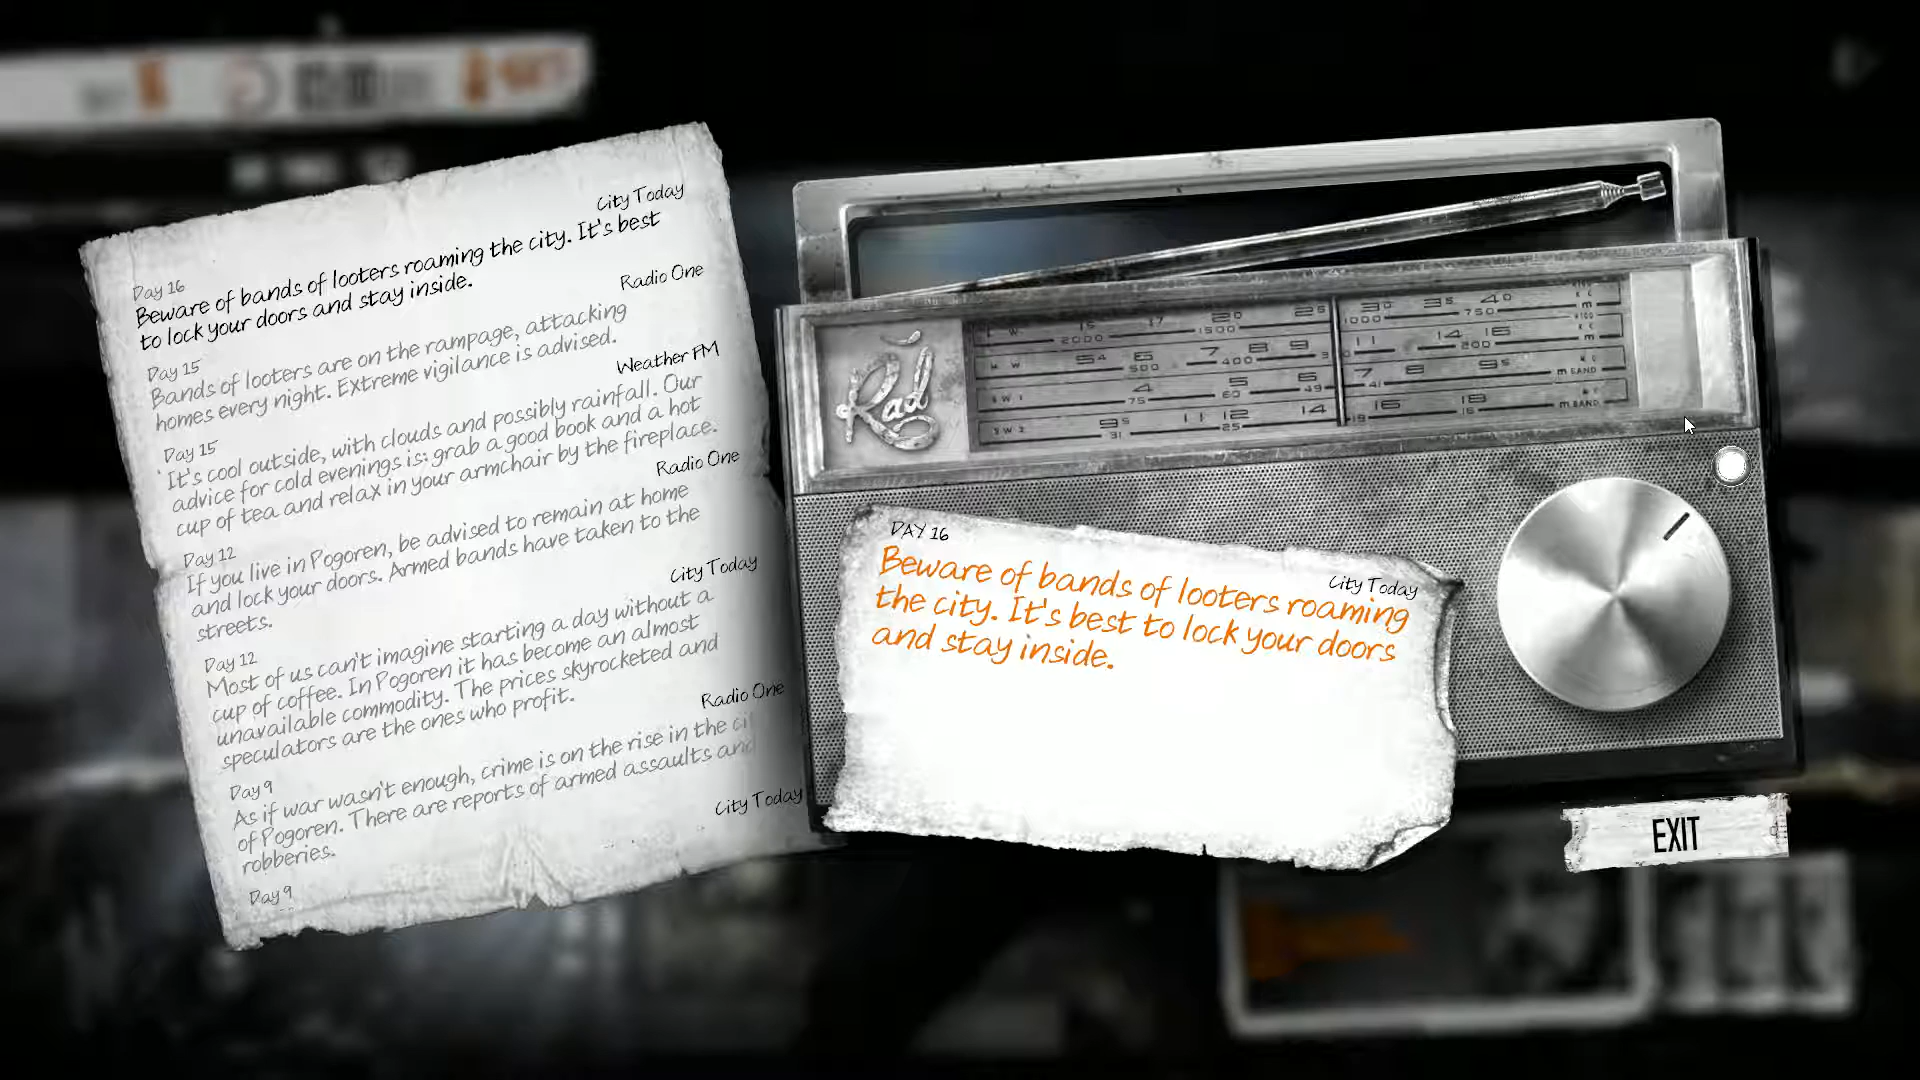 City Today
Day 16
Beware of bands of looters roaming the city. It's best
to lock your doors and stay inside.
Radio One
Day 15
Bands of looters are on the rampage, attacking
homes every night. Extreme vigilance is advised.
Weather FM
Day 15
It's cool outside, with clouds and possibly rainfall. Our
advice for cold evenings is: grab a good book and a hot
cup of tea and relax in your armchair by the fireplace.
Radio One
Day 12
If you live in Pogoren, be advised to remain at home
and lock your doors. Armed bands have taken to the
streets.
City Today
Day 12
Most of us can't imagine starting a day without a
cup of coffee. In Pogoren it has become an almost
unavailable commodity. The prices skyrocketed and
speculators are the ones who profit.
Radio One
Day 9
As if war wasn't enough, crime is on the rise in the
of Pogoren. There are reports of armed assaults and
robberies.
City Today
Day 9
Rad
DAY 16
City Today
Beware of bands of looters roaming
the city. It's best to lock your doors
and stay inside.
EXIT